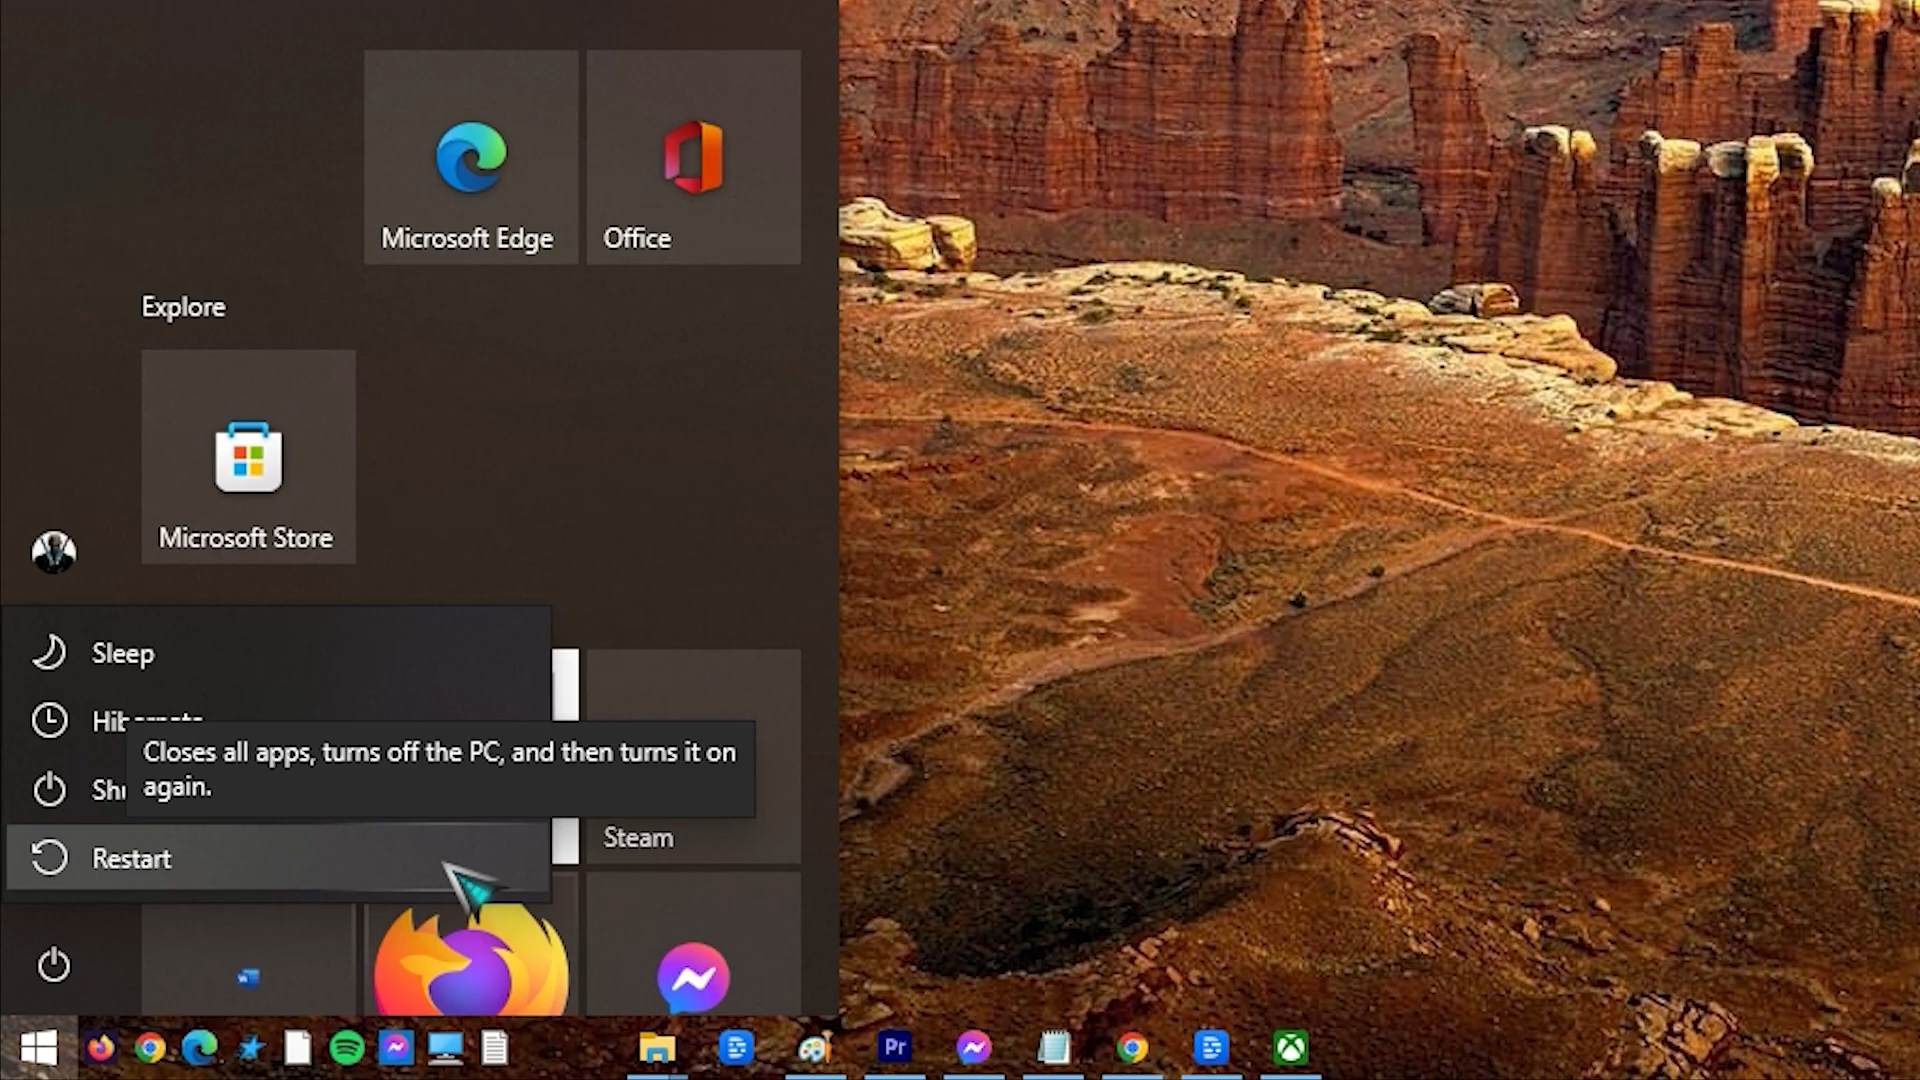 Microsoft Edge
Office
Explore
Microsoft Store
Sleep
Closes all apps, turns off the PC, and then turns it on
again.
Steam
Restart
Pr